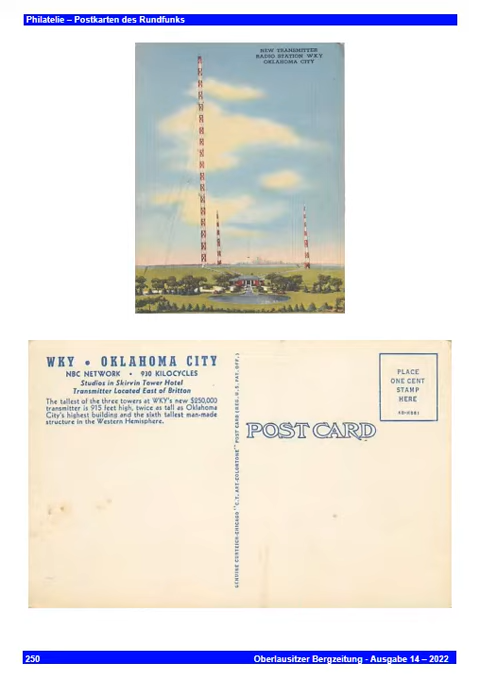 Philatelie – Postkarten des Rundfunks
NEW TRANSMITTER
RADIO STATION WKY
OKLAHOMA CITY
WKY • OKLAHOMA CITY
NBC NETWORK • 930 KILOCYCLES
Studios in Skirvin Tower Hotel
Transmitter Located East of Britton
The tallest of the three towers at WKY's new $250,000
transmitter is 915 feet high, twice as tall as Oklahoma
City's highest building and the sixth tallest man-made
structure in the Western Hemisphere.
GENUINE CURTEICH-CHICAGO "C.T. ART-COLORTONE" POST CARD (REG. U.S. PAT. OFF.)
POST CARD
PLACE
ONE CENT
STAMP
HERE
250
Oberlausitzer Bergzeitung - Ausgabe 14 – 2022